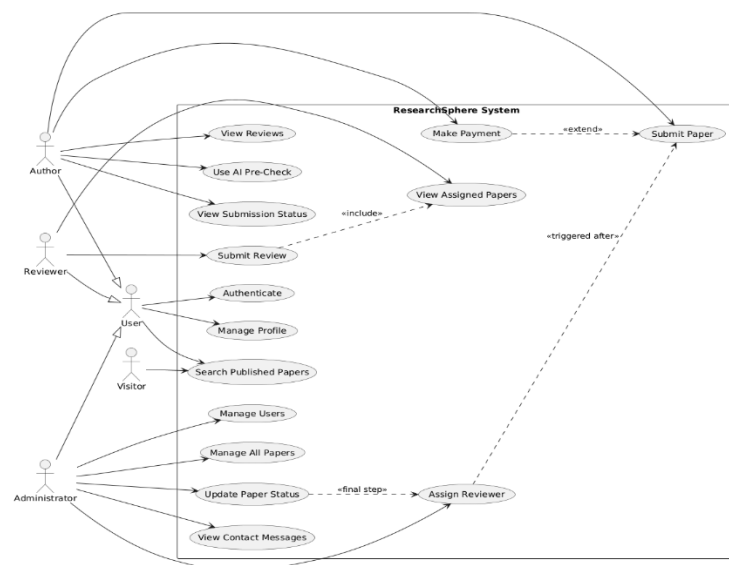 ResearchSphere System
View Reviews
Make Payment
«extend»
Submit Paper
Author
Use AI Pre-Check
View Assigned Papers
View Submission Status
«include»
«triggered after»
Submit Review
Reviewer
Authenticate
User
Manage Profile
Search Published Papers
Visitor
Manage Users
Manage All Papers
Update Paper Status
«final step»
Assign Reviewer
Administrator
View Contact Messages